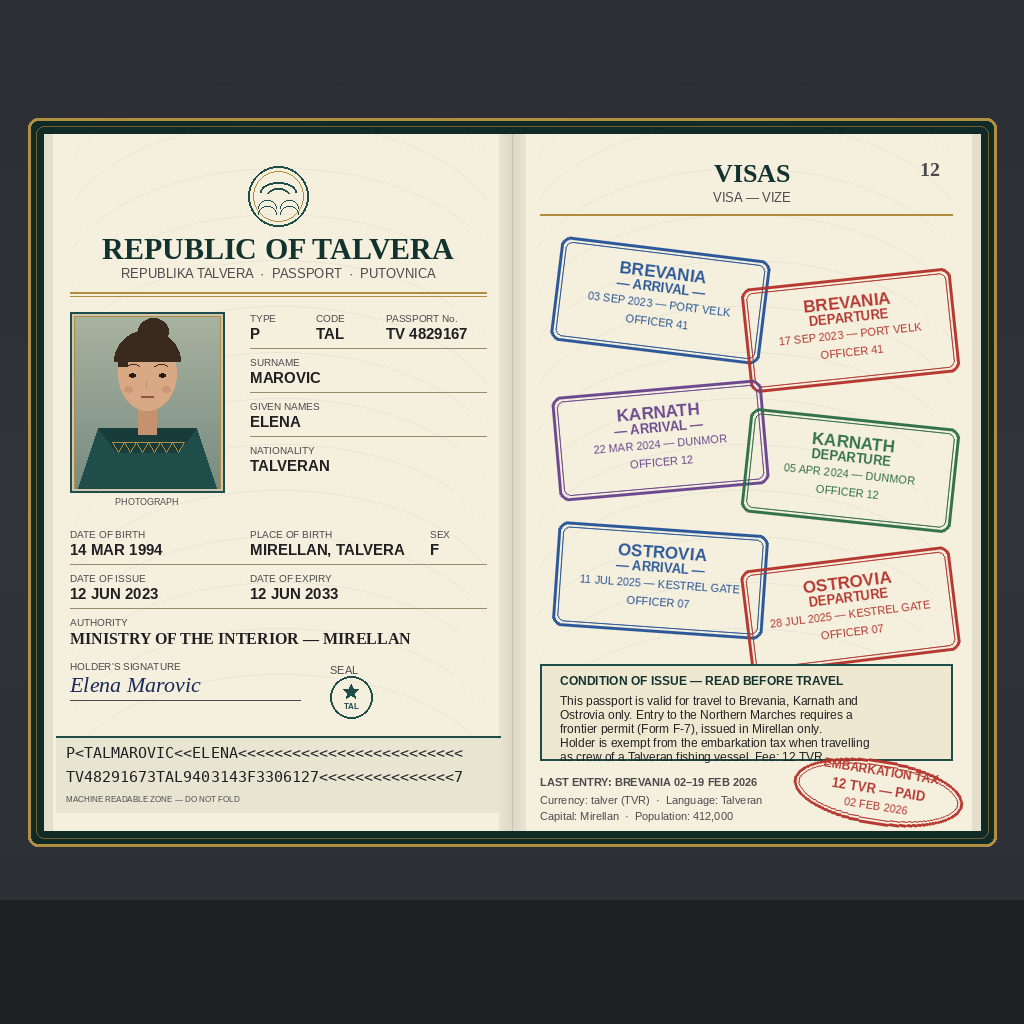 REPUBLIC OF TALVERA
REPUBLIKA TALVERA · PASSPORT · PUTOVNICA
TYPE CODE PASSPORT No.
P TAL TV 4829167
SURNAME
MAROVIC
GIVEN NAMES
ELENA
NATIONALITY
TALVERAN
PHOTOGRAPH
DATE OF BIRTH PLACE OF BIRTH SEX
14 MAR 1994 MIRELLAN, TALVERA F
DATE OF ISSUE DATE OF EXPIRY
12 JUN 2023 12 JUN 2033
AUTHORITY
MINISTRY OF THE INTERIOR — MIRELLAN
HOLDER'S SIGNATURE SEAL
Elena Marovic
TAL
P<TALMAROVIC<<ELENA<<<<<<<<<<<<<<<<<<<<<<<<<
TV48291673TAL9403143F3306127<<<<<<<<<<<<<<<7
MACHINE READABLE ZONE — DO NOT FOLD
VISAS
12
VISA — VIZE
BREVANIA
— ARRIVAL —
03 SEP 2023 — PORT VELK
OFFICER 41
BREVANIA
DEPARTURE
17 SEP 2023 — PORT VELK
OFFICER 41
KARNATH
— ARRIVAL —
22 MAR 2024 — DUNMOR
OFFICER 12
KARNATH
DEPARTURE
05 APR 2024 — DUNMOR
OFFICER 12
OSTROVIA
— ARRIVAL —
11 JUL 2025 — KESTREL GATE
OFFICER 07
OSTROVIA
DEPARTURE
28 JUL 2025 — KESTREL GATE
OFFICER 07
CONDITION OF ISSUE — READ BEFORE TRAVEL
This passport is valid for travel to Brevania, Karnath and
Ostrovia only. Entry to the Northern Marches requires a
frontier permit (Form F-7), issued in Mirellan only.
Holder is exempt from the embarkation tax when travelling
as crew of a Talveran fishing vessel. Fee: 12 TVR.
LAST ENTRY: BREVANIA 02–19 FEB 2026
Currency: talver (TVR) · Language: Talveran
Capital: Mirellan · Population: 412,000
EMBARKATION TAX
12 TVR — PAID
02 FEB 2026